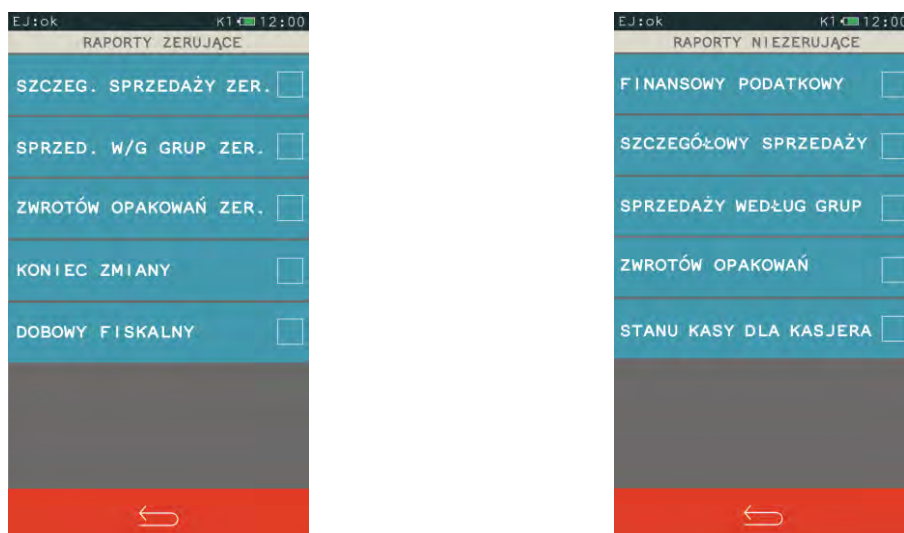 EJ:ok K1 12:00
RAPORTY ZERUJĄCE
SZCZEG. SPRZEDAŻY ZER.
SPRZED. W/G GRUP ZER.
ZWROTÓW OPAKOWAŃ ZER.
KONIEC ZMIANY
DOBOWY FISKALNY
EJ:ok K1 12:00
RAPORTY NIEZERUJĄCE
FINANSOWY PODATKOWY
SZCZEGÓŁOWY SPRZEDAŻY
SPRZEDAŻY WEDŁUG GRUP
ZWROTÓW OPAKOWAŃ
STANU KASY DLA KASJERA